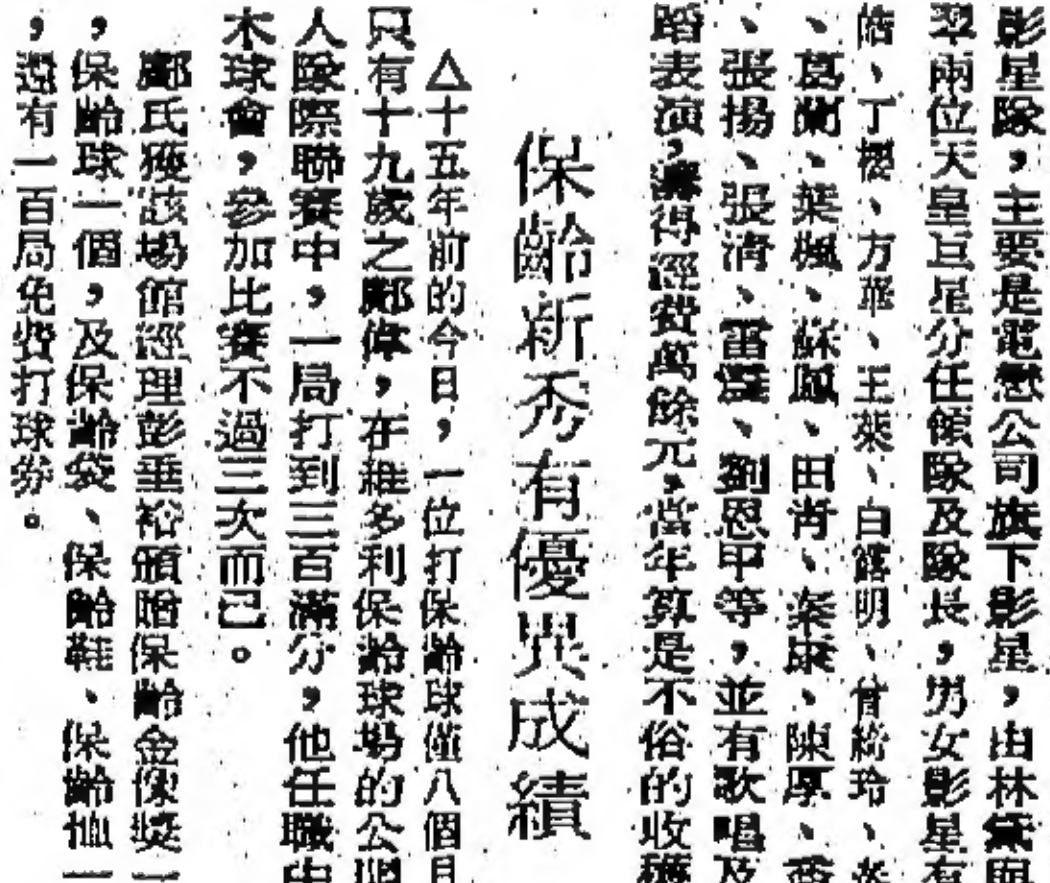 影星隊，主要是電懋公司旗下影星，由林黛與
翠兩位天皇巨星分任領隊及隊長，男女影星有
皓、丁櫻、方華、王萊、白露明、
、葛蘭、葉楓、蘇鳳、田青、秦康、陳厚、
、張揚、張清、雷震、劉恩甲等，並有歌唱及
踏表演，籌得經費萬餘元，當年算是不俗的收穫
保齡新秀有優異成績
△十五年前的今日，一位打保齡球僅八個月
只有十九歲之鄺偉，在維多利保齡球場的公開
人隊際聯賽中，一局打到三百滿分，他任職中
木球會，參加比賽不過三次而已。
鄺氏獲該場館經理彭垂裕頒贈保齡金像獎一
，保齡球一個，及保齡袋、保齡鞋、保齡恤一
，還有一百局免費打球券。